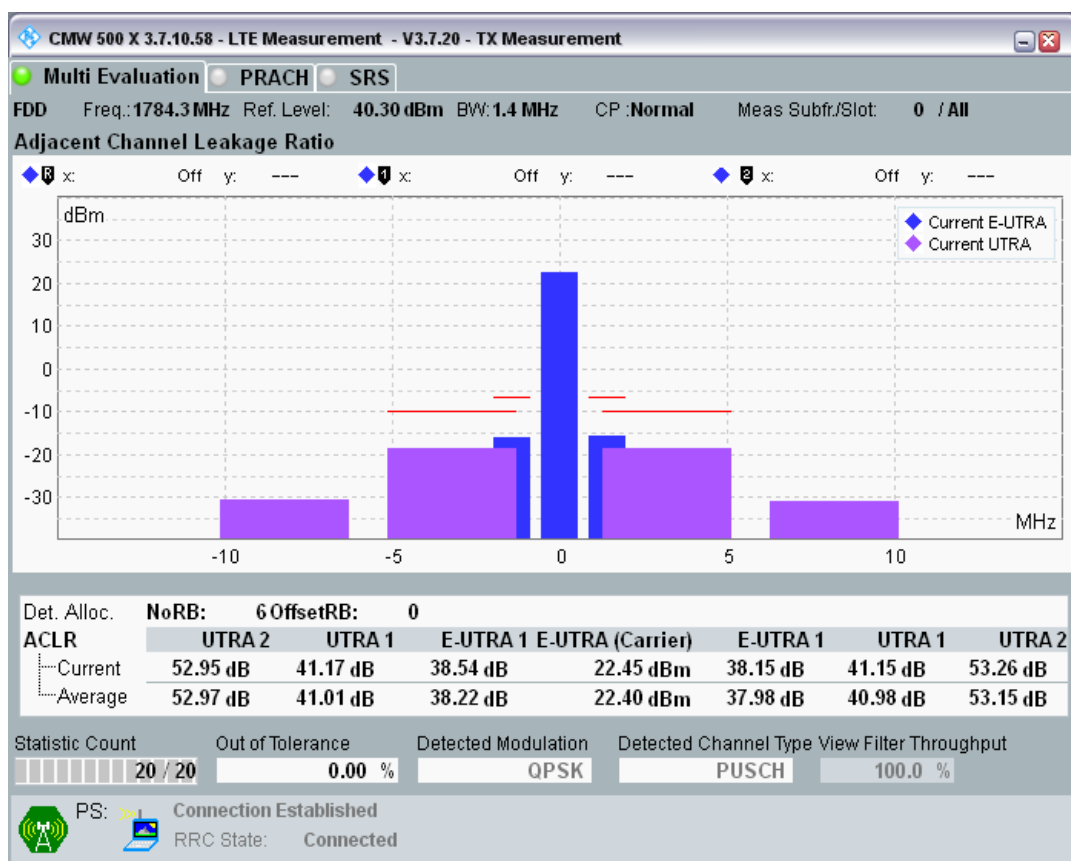 CMW 500 X 3.7.10.58 - LTE Measurement - V3.7.20 - TX Measurement
Multi Evaluation PRACH SRS
FDD Freq.: 1784.3 MHz Ref. Level: 40.30 dBm BW: 1.4 MHz CP :Normal Meas Subfr./Slot: 0 / All
Adjacent Channel Leakage Ratio
R x: Off y: --- 1 x: Off y: --- 2 x: Off y: ---
dBm
Current E-UTRA
Current UTRA
30
20
10
0
-10
-20
-30
MHz
-10 -5 0 5 10
Det. Alloc. NoRB: 6 OffsetRB: 0
ACLR UTRA 2 UTRA 1 E-UTRA 1 E-UTRA (Carrier) E-UTRA 1 UTRA 1 UTRA 2
Current 52.95 dB 41.17 dB 38.54 dB 22.45 dBm 38.15 dB 41.15 dB 53.26 dB
Average 52.97 dB 41.01 dB 38.22 dB 22.40 dBm 37.98 dB 40.98 dB 53.15 dB
Statistic Count Out of Tolerance Detected Modulation Detected Channel Type View Filter Throughput
20 / 20 0.00 % QPSK PUSCH 100.0 %
PS: Connection Established
RRC State: Connected